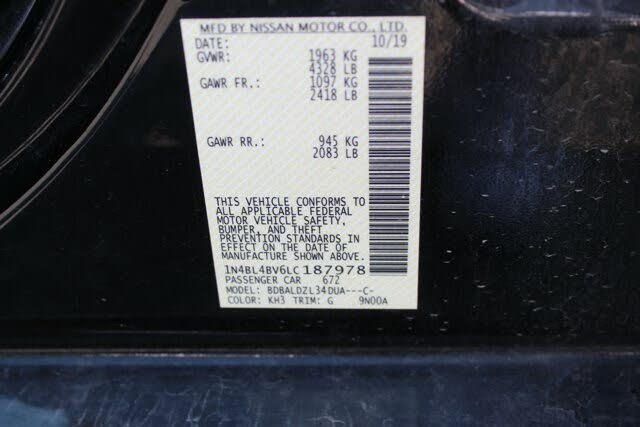 MFD BY NISSAN MOTOR CO., LTD.
DATE: 10/19
GVWR: 1963 KG
4328 LB
GAWR FR.: 1097 KG
2418 LB
GAWR RR.: 945 KG
2083 LB
THIS VEHICLE CONFORMS TO
ALL APPLICABLE FEDERAL
MOTOR VEHICLE SAFETY,
BUMPER, AND THEFT
PREVENTION STANDARDS IN
EFFECT ON THE DATE OF
MANUFACTURE SHOWN ABOVE.
1N4BL4BV6LC187978
PASSENGER CAR 672
MODEL: BDBALDZL34DUA---C-
COLOR: KH3 TRIM: G 9N00A